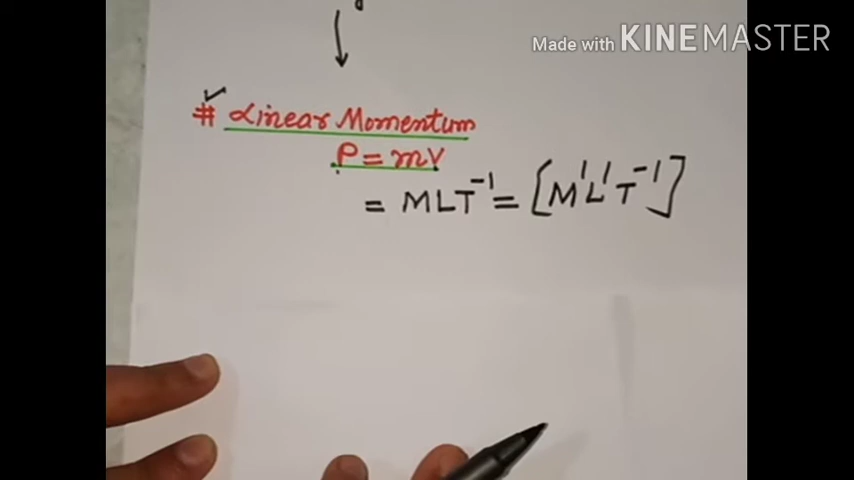 Made with KINEMASTER
# Linear Momentum
P = mV
= MLT⁻¹ = [M¹L¹T⁻¹]